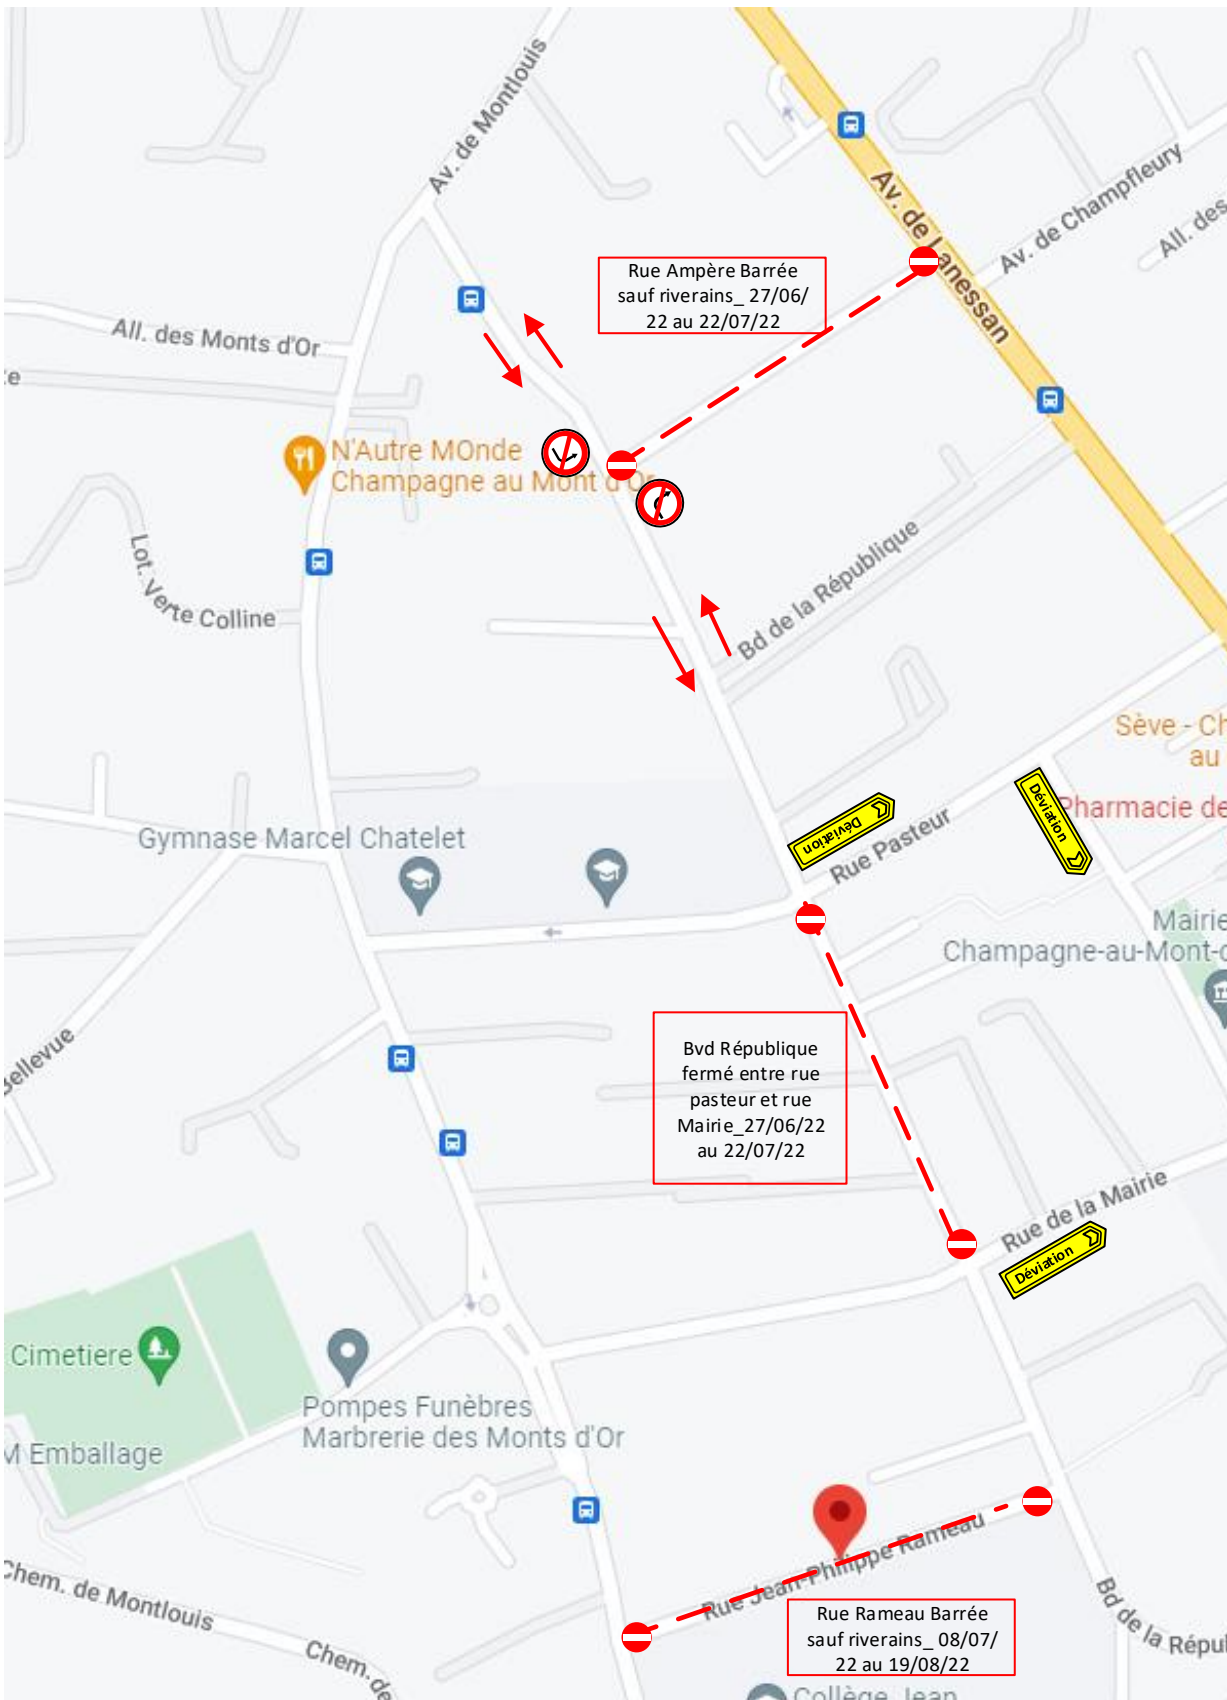 Av. de Montlouis
Av. de Lanessan
Av. de Champfleury
All. des
Rue Ampère Barrée
sauf riverains_ 27/06/
22 au 22/07/22
All. des Monts d'Or
N'Autre MOnde
Champagne au Mont d'Or
Lot. Verte Colline
Bd de la République
Sève - Ch
au
Déviation
Pharmacie de
Déviation
Rue Pasteur
Gymnase Marcel Chatelet
Mairie
Champagne-au-Mont-d
Bellevue
Bvd République
fermé entre rue
pasteur et rue
Mairie_27/06/22
au 22/07/22
Rue de la Mairie
Déviation
Cimetiere
Pompes Funèbres
Marbrerie des Monts d'Or
M Emballage
Rue Jean-Philippe Rameau
Chem. de Montlouis
Chem. de
Rue Rameau Barrée
sauf riverains_ 08/07/
22 au 19/08/22
Bd de la Répul
Collège Jean